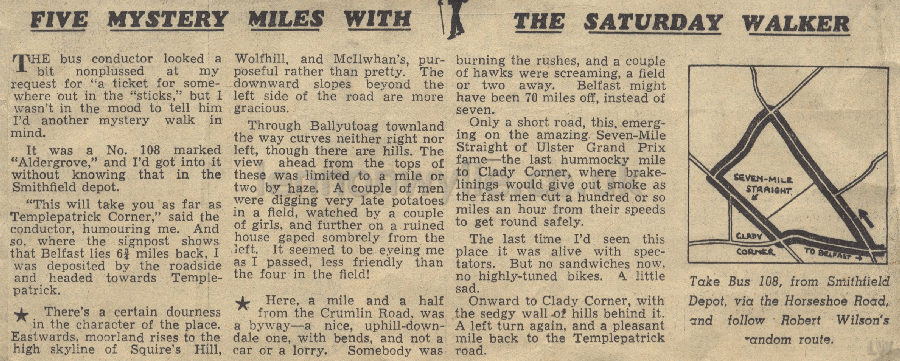 FIVE MYSTERY MILES WITH THE SATURDAY WALKER
THE bus conductor looked a
bit nonplussed at my
request for "a ticket for some-
where out in the "sticks," but I
wasn't in the mood to tell him
I'd another mystery walk in
mind.
It was a No. 108 marked
"Aldergrove," and I'd got into it
without knowing that in the
Smithfield depot.
"This will take you as far as
Templepatrick Corner," said the
conductor, humouring me. And
so, where the signpost shows
that Belfast lies 6¾ miles back, I
was deposited by the roadside
and headed towards Temple-
patrick.
★ There's a certain dourness
in the character of the place.
Eastwards, moorland rises to the
high skyline of Squire's Hill,
Wolfhill, and McIlwhan's, pur-
poseful rather than pretty. The
downward slopes beyond the
left side of the road are more
gracious.
Through Ballyutoag townland
the way curves neither right nor
left, though there are hills. The
view ahead from the tops of
these was limited to a mile or
two by haze. A couple of men
were digging very late potatoes
in a field, watched by a couple
of girls, and further on a ruined
house gaped sombrely from the
left. It seemed to be eyeing me
as I passed, less friendly than
the four in the field!
★ Here, a mile and a half
from the Crumlin Road, was
a byway—a nice, uphill-down-
dale one, with bends, and not a
car or a lorry. Somebody was
burning the rushes, and a couple
of hawks were screaming, a field
or two away. Belfast might
have been 70 miles off, instead of
seven.
Only a short road, this, emerg-
ing on the amazing Seven-Mile
Straight of Ulster Grand Prix
fame—the last hummocky mile
to Clady Corner, where brake-
linings would give out smoke as
the fast men cut a hundred or so
miles an hour from their speeds
to get round safely.
The last time I'd seen this
place it was alive with spec-
tators. But no sandwiches now,
no highly-tuned bikes. A little
sad.
Onward to Clady Corner, with
the sedgy wall of hills behind it.
A left turn again, and a pleasant
mile back to the Templepatrick
road.
SEVEN-MILE
STRAIGHT
CLADY
CORNER
TO BELFAST
Take Bus 108, from Smithfield
Depot, via the Horseshoe Road,
and follow Robert Wilson's
random route.